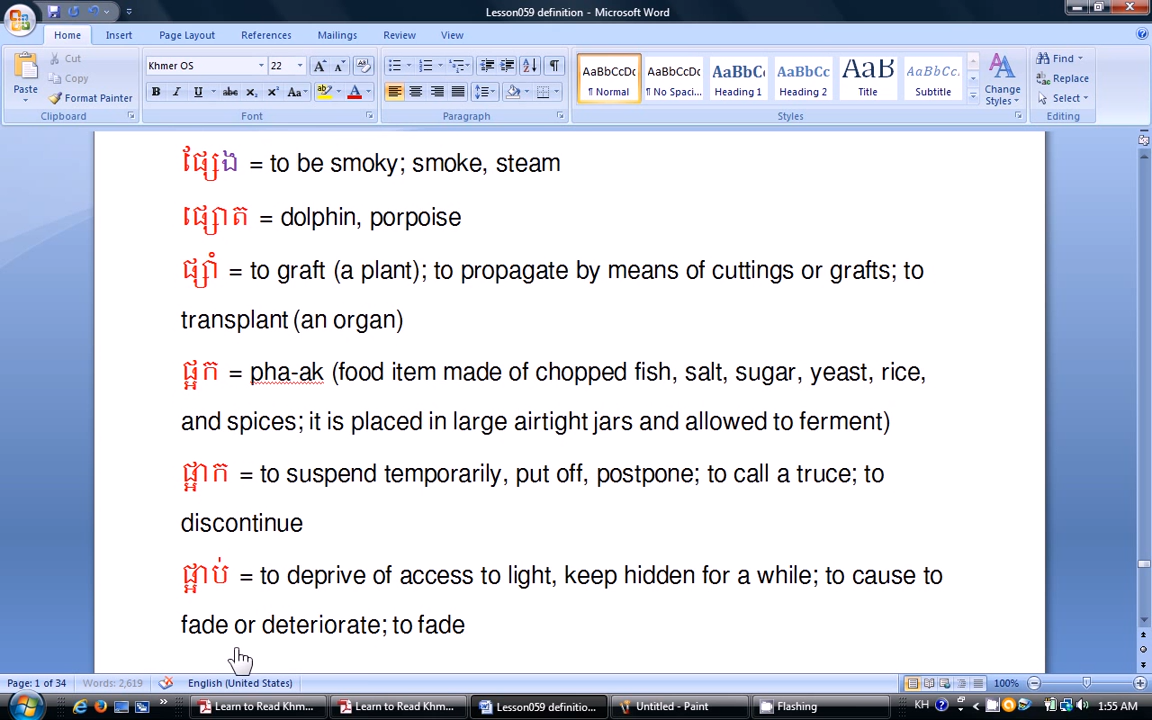 Lesson059 definition - Microsoft Word
Home Insert Page Layout References Mailings Review View
Paste
Cut
Copy
Format Painter
Clipboard
Khmer OS 22
Font
Paragraph
AaBbCcDc AaBbCcDc AaBbC AaBbCc AaB AaBbCc.
¶ Normal ¶ No Spaci... Heading 1 Heading 2 Title Subtitle
Change Styles
Styles
Find
Replace
Select
Editing
ផ្សែង = to be smoky; smoke, steam
ផ្សោត = dolphin, porpoise
ផ្សាំ = to graft (a plant); to propagate by means of cuttings or grafts; to
transplant (an organ)
ផ្អក = pha-ak (food item made of chopped fish, salt, sugar, yeast, rice,
and spices; it is placed in large airtight jars and allowed to ferment)
ផ្អាក = to suspend temporarily, put off, postpone; to call a truce; to
discontinue
ផ្អាប់ = to deprive of access to light, keep hidden for a while; to cause to
fade or deteriorate; to fade
Page: 1 of 34 Words: 2,619 English (United States) 100%
Learn to Read Khm... Learn to Read Khm... Lesson059 definitio... Untitled - Paint Flashing KH 1:55 AM